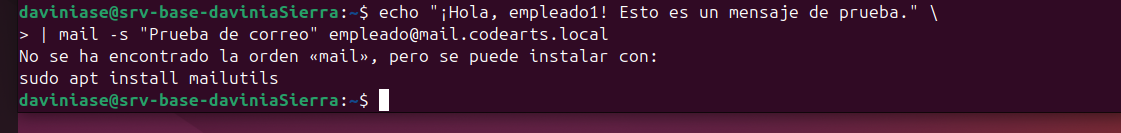 daviniase@srv-base-daviniaSierra:~$ echo "¡Hola, empleado1! Esto es un mensaje de prueba." \
> | mail -s "Prueba de correo" empleado@mail.codearts.local
No se ha encontrado la orden «mail», pero se puede instalar con:
sudo apt install mailutils
daviniase@srv-base-daviniaSierra:~$